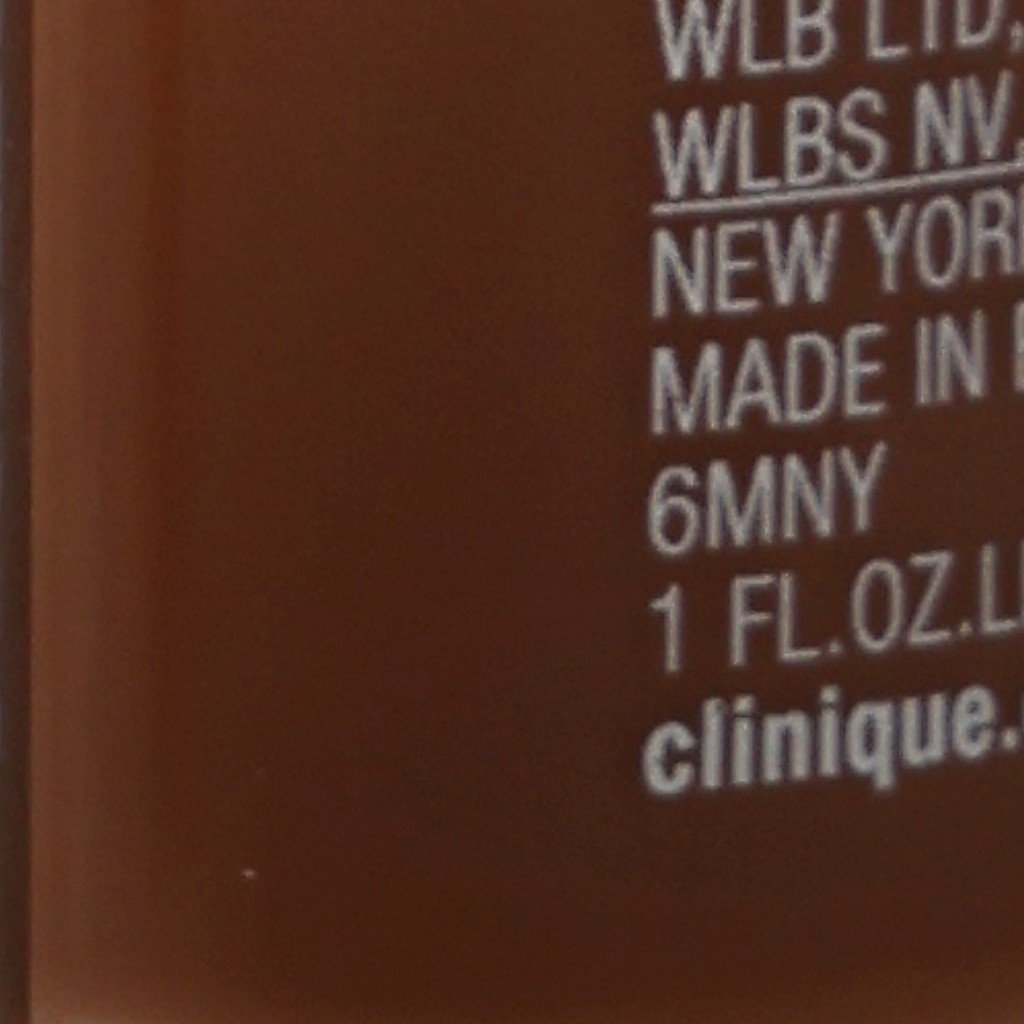 WLB LTD,
WLBS NV.
NEW YOR
MADE IN
6MNY
1 FL.OZ.L
clinique.